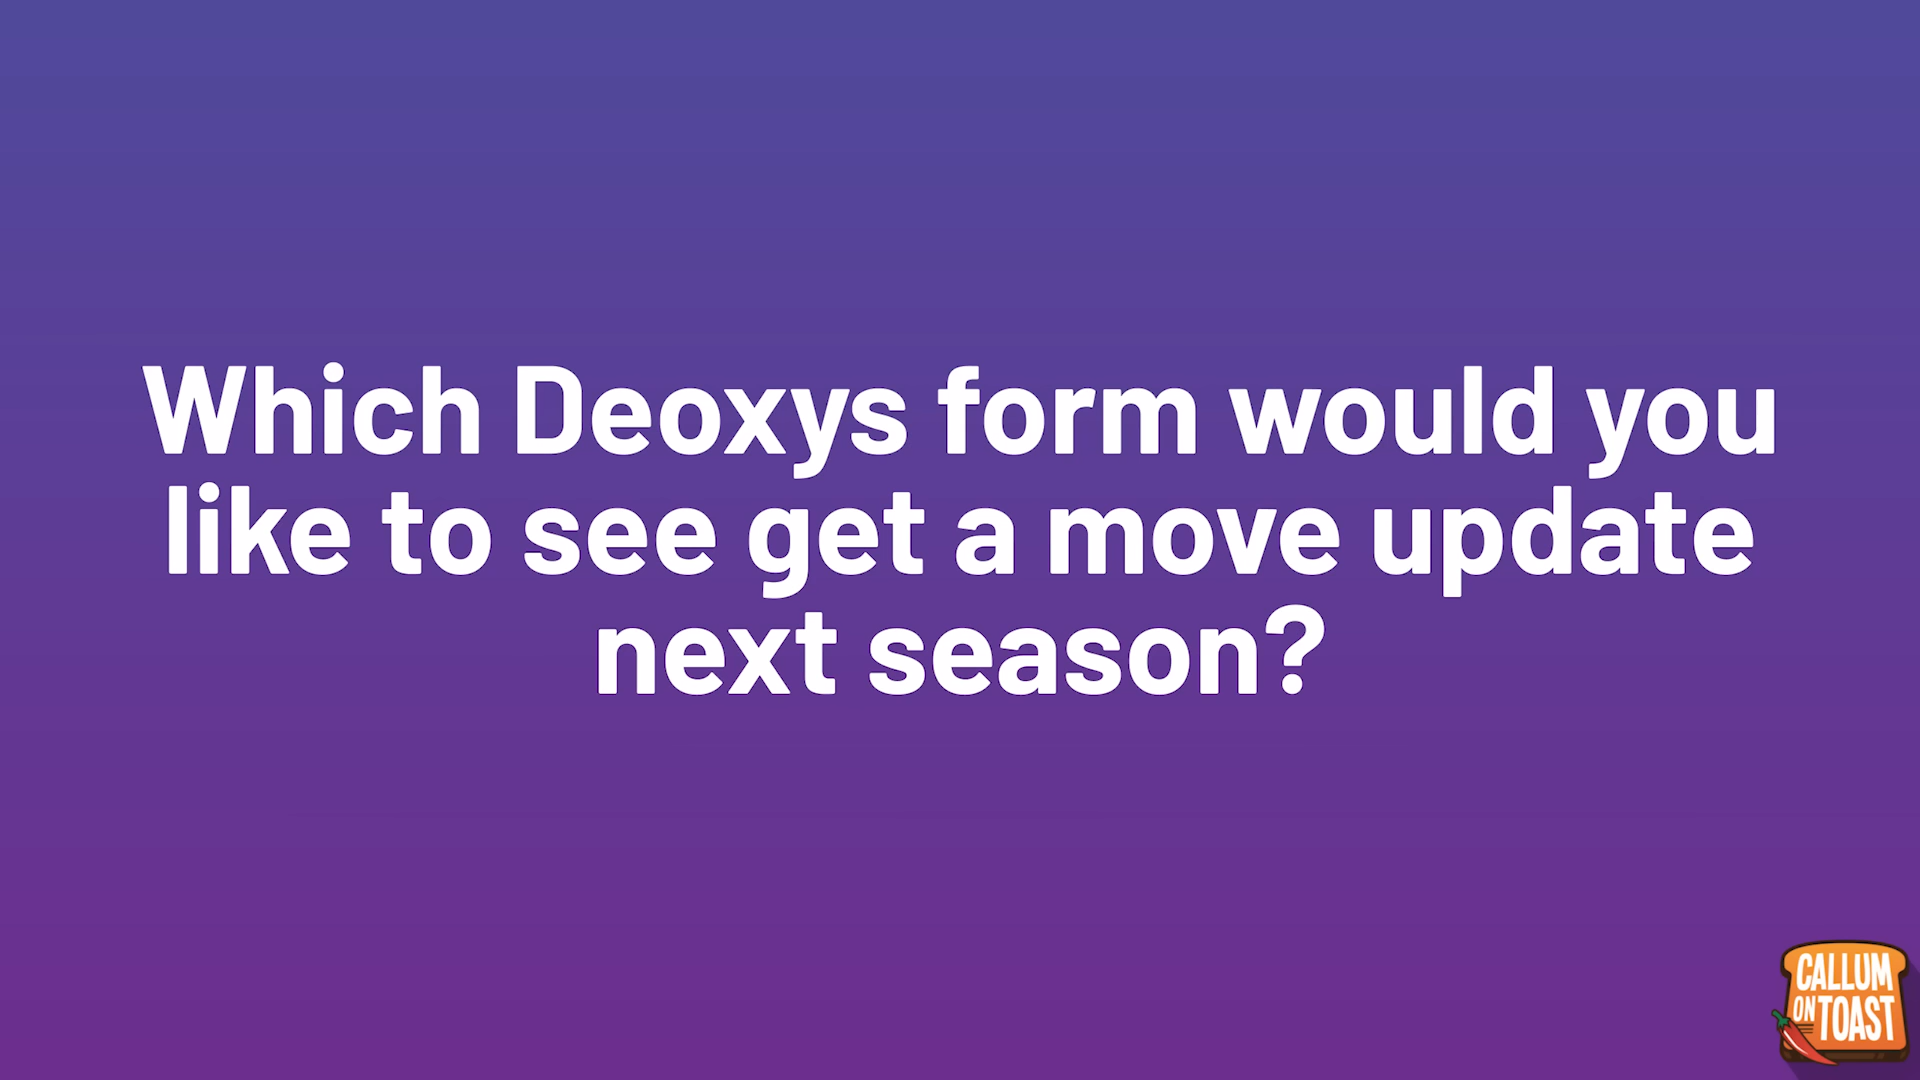 Which Deoxys form would you
like to see get a move update
next season?
CALLUM
ON TOAST